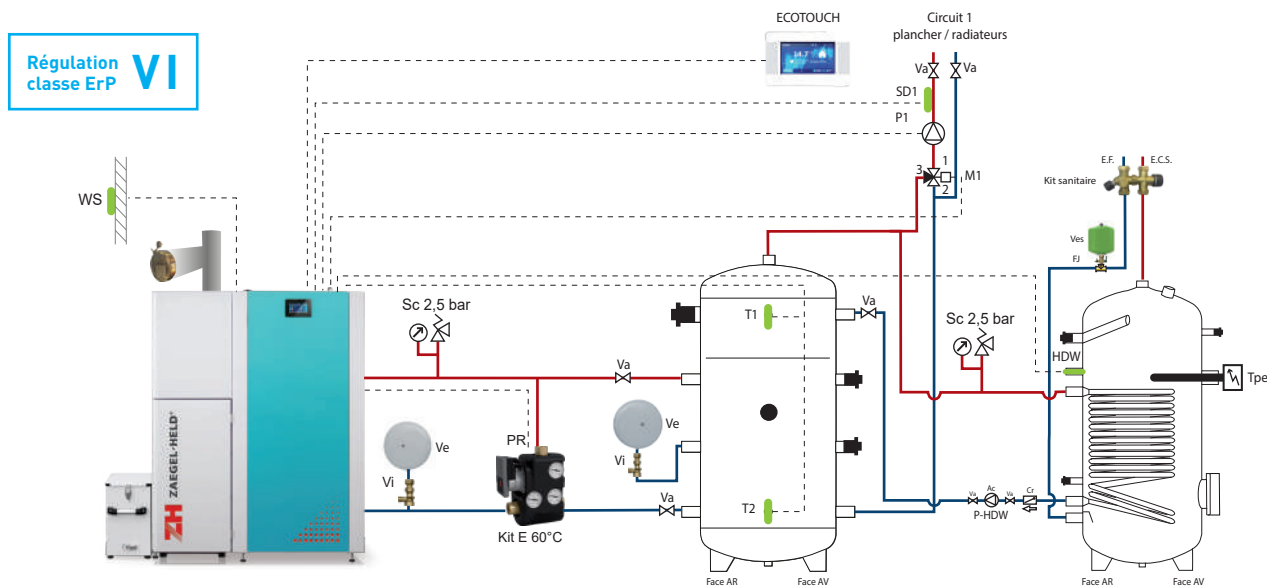 Régulation
classe ErP
VI
ECOTOUCH
Circuit 1
plancher / radiateurs
Va
Va
SD1
P1
1
3
M1
2
E.F.
E.C.S.
Kit sanitaire
WS
Ves
FJ
Sc 2,5 bar
T1
Va
Sc 2,5 bar
HDW
Tpe
Va
ZH ZAEGEL-HELD
Ve
Ve
PR
Vi
Vi
Va
T2
Va
Ac
Va
Cr
P-HDW
Kit E 60°C
Face AR
Face AV
Face AR
Face AV